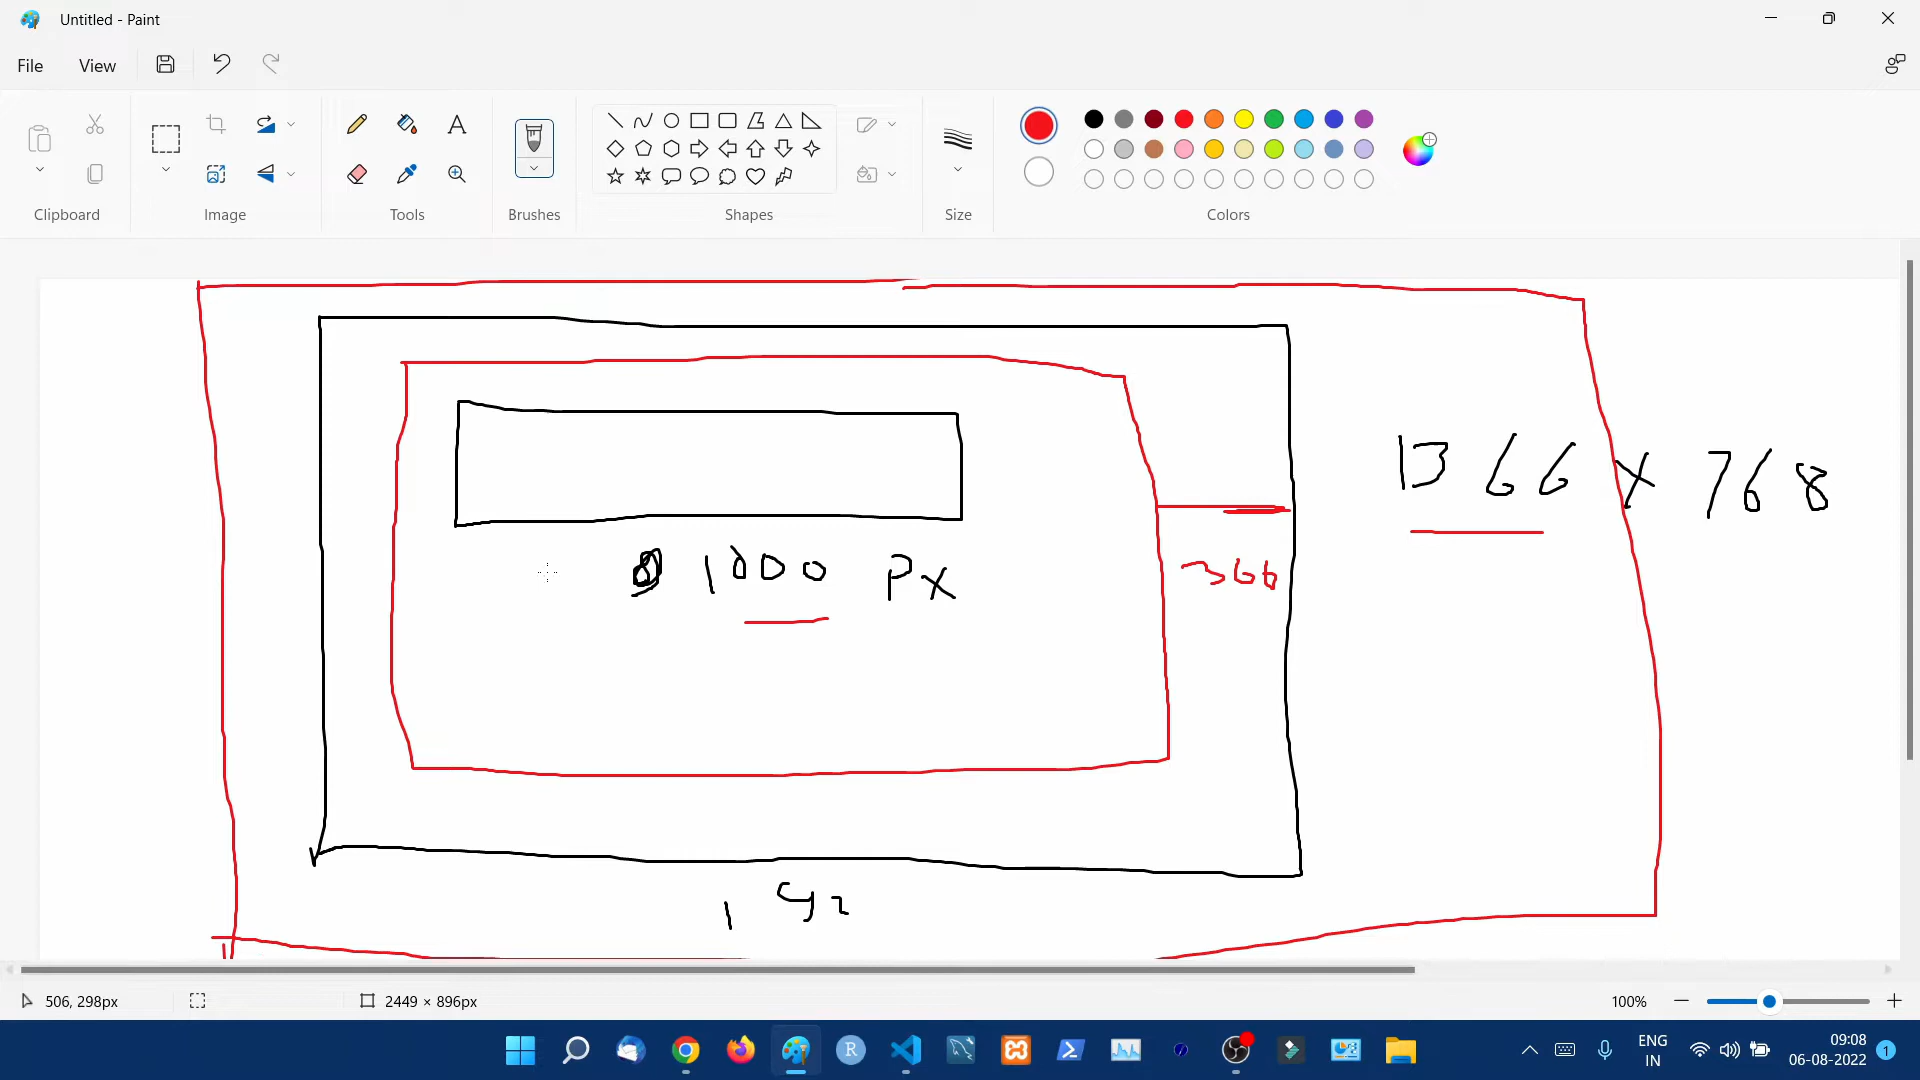 Untitled - Paint
File View
Clipboard Image Tools Brushes Shapes Size Colors
1366 x 768
1000 Px
366
506, 298px 2449 × 896px 100%
ENG
IN
09:08
06-08-2022
1